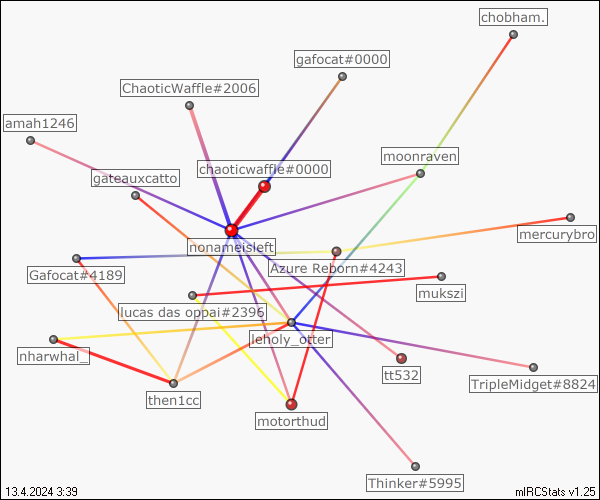 chobham.
gafocat#0000
ChaoticWaffle#2006
amah1246
moonraven
chaoticwaffle#0000
gateauxcatto
mercurybro
nonameisleft
Azure Reborn#4243
Gafocat#4189
mukszi
lucas das oppai#2396
leholy_otter
nharwhal_
tt532
TripleMidget#8824
then1cc
motorthud
Thinker#5995
13.4.2024 3:39
mIRCStats v1.25